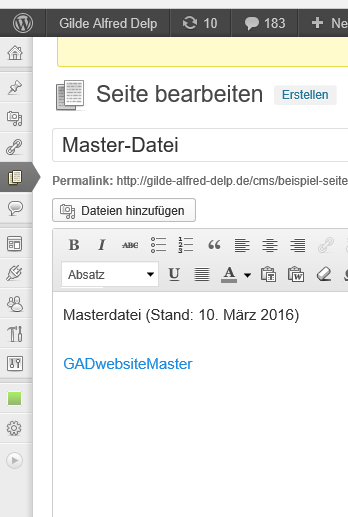 Gilde Alfred Delp 10 183 + Ne
Seite bearbeiten Erstellen
Master-Datei
Permalink: http://gilde-alfred-delp.de/cms/beispiel-seite
Dateien hinzufügen
B I ABC
Absatz U A
Masterdatei (Stand: 10. März 2016)
GADwebsiteMaster